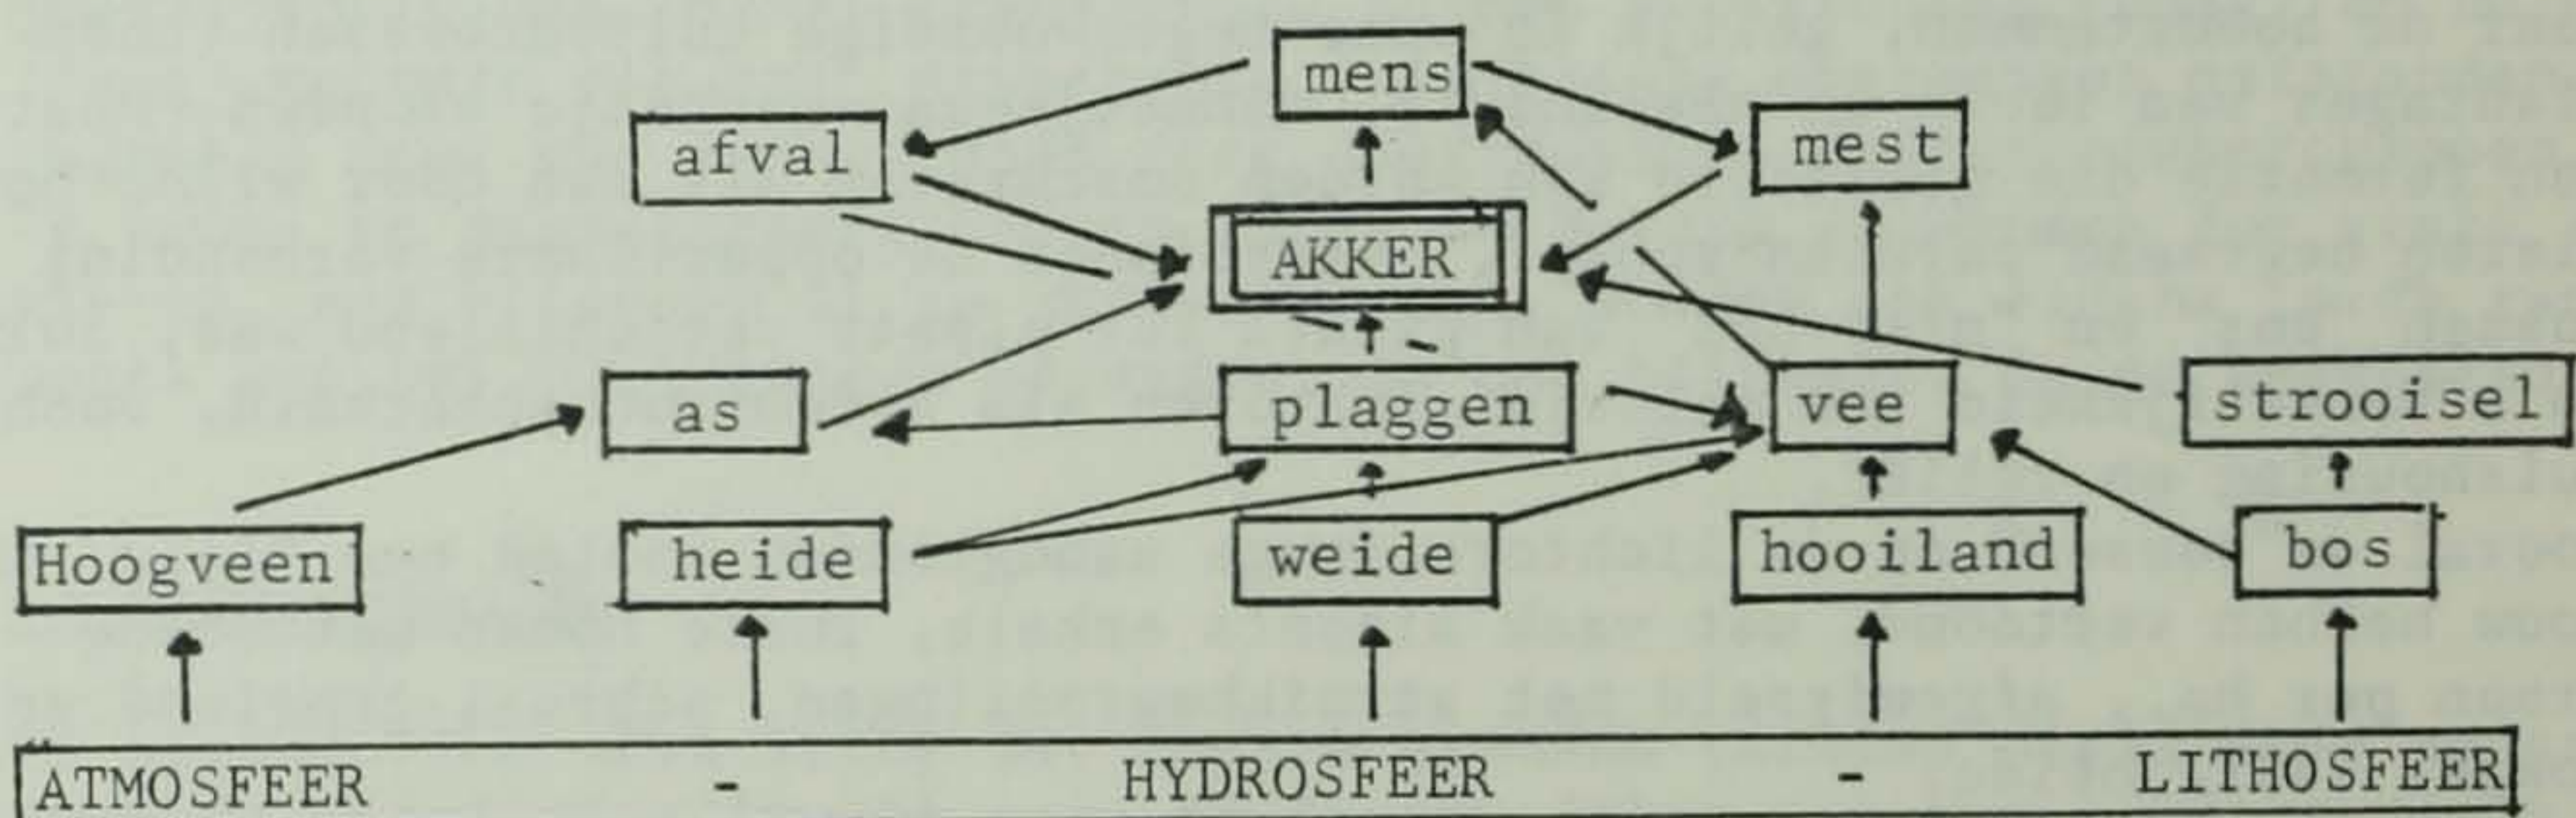 mens
afval
mest
AKKER
as
plaggen
vee
strooisel
Hoogveen
heide
weide
hooiland
bos
ATMOSFEER - HYDROSFEER - LITHOSFEER